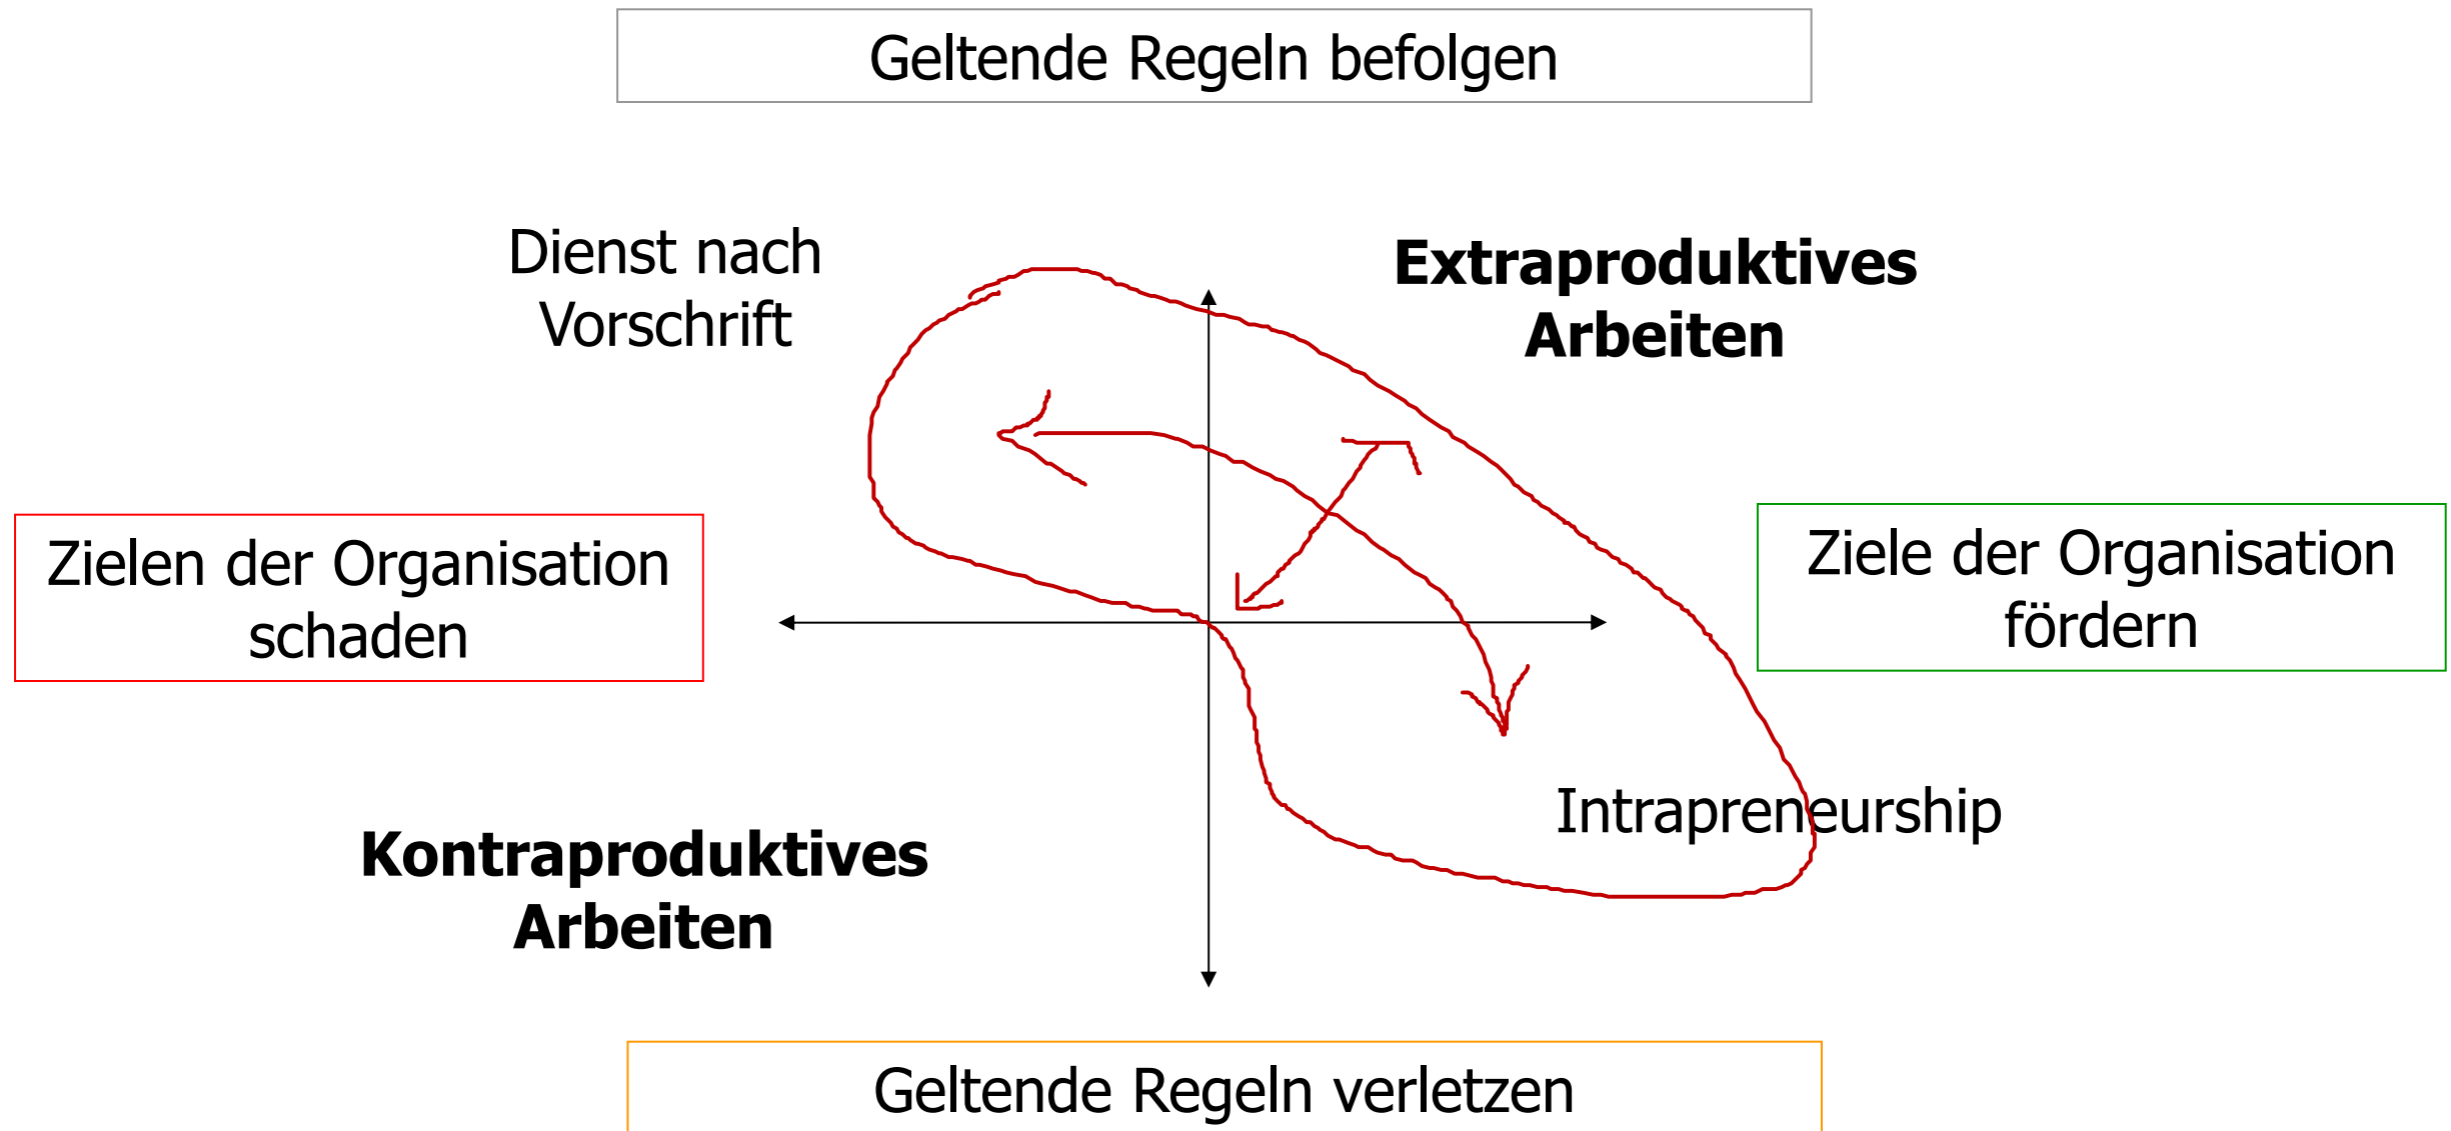 Geltende Regeln befolgen
Dienst nach
Vorschrift
Extraproduktives
Arbeiten
Zielen der Organisation
schaden
Ziele der Organisation
fördern
Kontraproduktives
Arbeiten
Intrapreneurship
Geltende Regeln verletzen